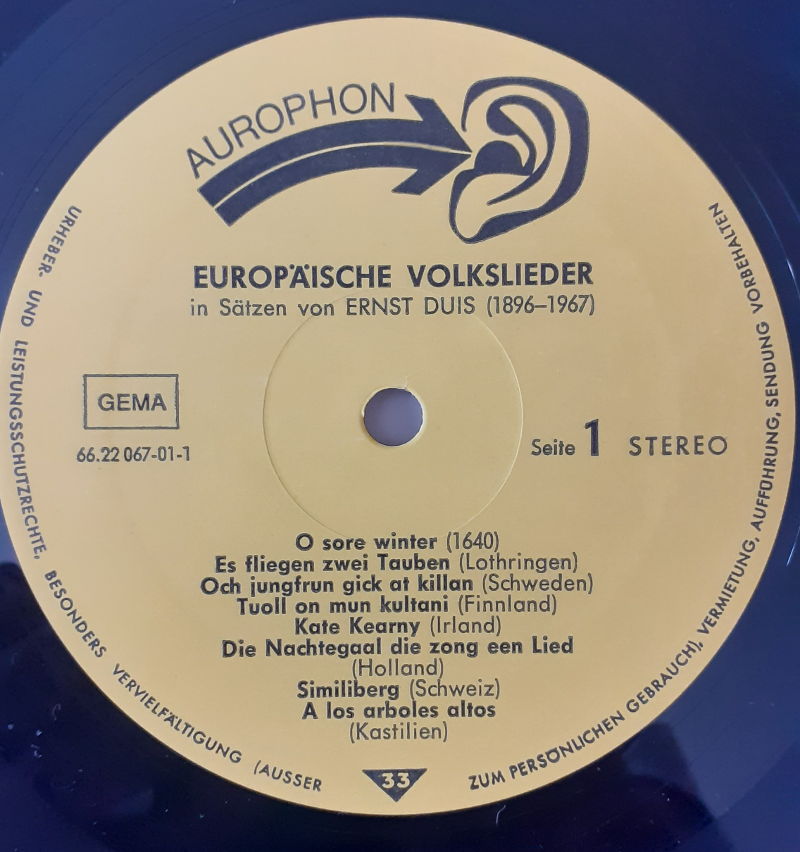 AUROPHON
EUROPÄISCHE VOLKSLIEDER
in Sätzen von ERNST DUIS (1896–1967)
GEMA
66.22 067-01-1
Seite 1 STEREO
O sore winter (1640)
Es fliegen zwei Tauben (Lothringen)
Och jungfrun gick at killan (Schweden)
Tuoll on mun kultani (Finnland)
Kate Kearny (Irland)
Die Nachtegaal die zong een Lied
(Holland)
Similiberg (Schweiz)
A los arboles altos
(Kastilien)
33
URHEBER- UND LEISTUNGSSCHUTZRECHTE, BESONDERS VERVIELFÄLTIGUNG (AUSSER ZUM PERSÖNLICHEN GEBRAUCH), VERMIETUNG, AUFFÜHRUNG, SENDUNG VORBEHALTEN